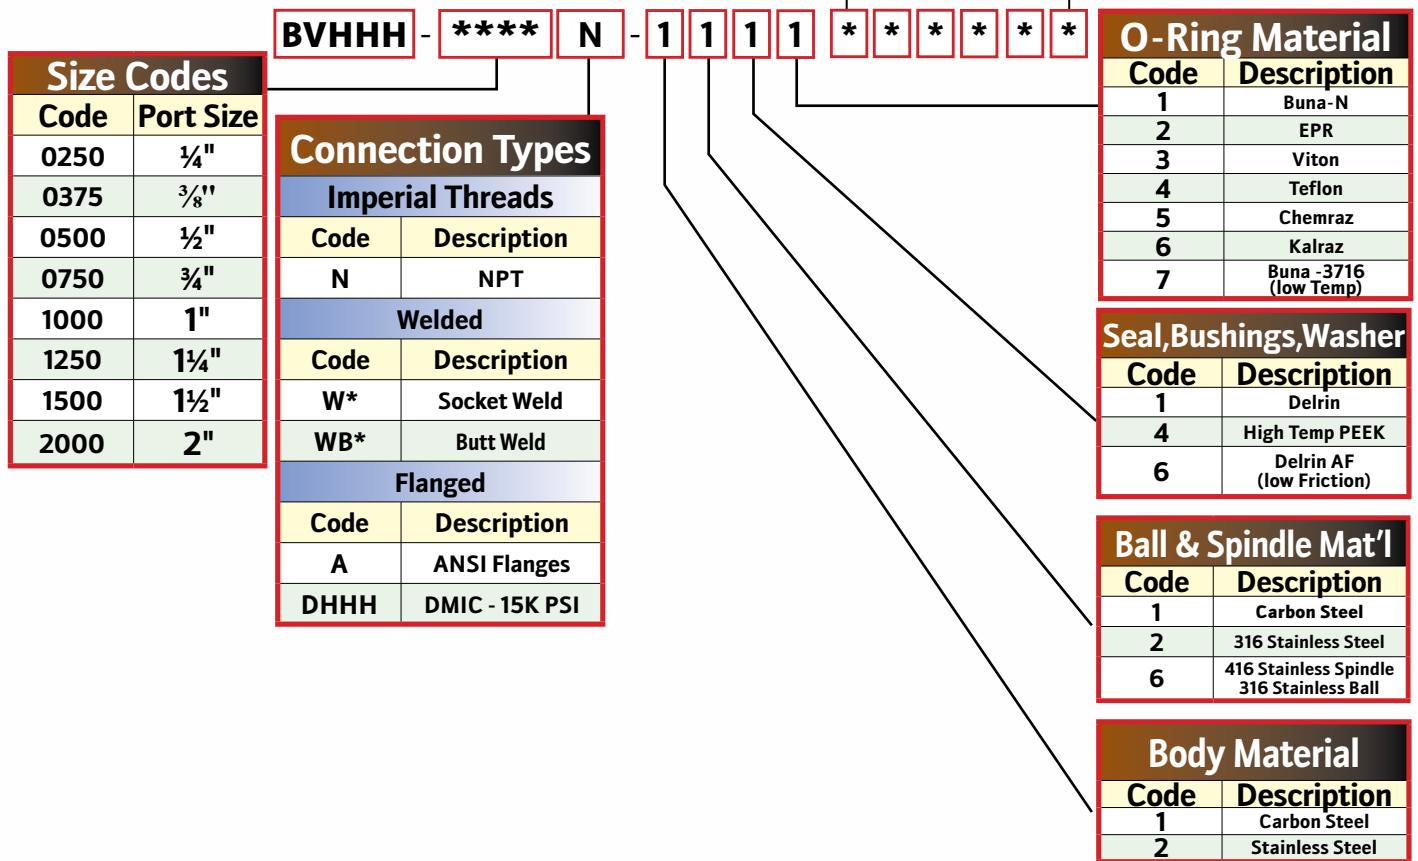 BVHHH - **** N - 1 1 1 1 * * * * * *
Size Codes
Code Port Size
0250 ¼"
0375 ⅜"
0500 ½"
0750 ¾"
1000 1"
1250 1¼"
1500 1½"
2000 2"
Connection Types
Imperial Threads
Code Description
N NPT
Welded
Code Description
W* Socket Weld
WB* Butt Weld
Flanged
Code Description
A ANSI Flanges
DHHH DMIC - 15K PSI
O-Ring Material
Code Description
1 Buna-N
2 EPR
3 Viton
4 Teflon
5 Chemraz
6 Kalraz
7 Buna -3716
(low Temp)
Seal,Bushings,Washer
Code Description
1 Delrin
4 High Temp PEEK
6 Delrin AF
(low Friction)
Ball & Spindle Mat'l
Code Description
1 Carbon Steel
2 316 Stainless Steel
6 416 Stainless Spindle
316 Stainless Ball
Body Material
Code Description
1 Carbon Steel
2 Stainless Steel